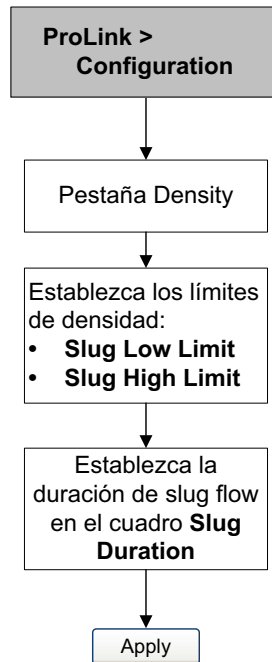 ProLink >
Configuration
Pestaña Density
Establezca los límites
de densidad:
• Slug Low Limit
• Slug High Limit
Establezca la
duración de slug flow
en el cuadro Slug
Duration
Apply